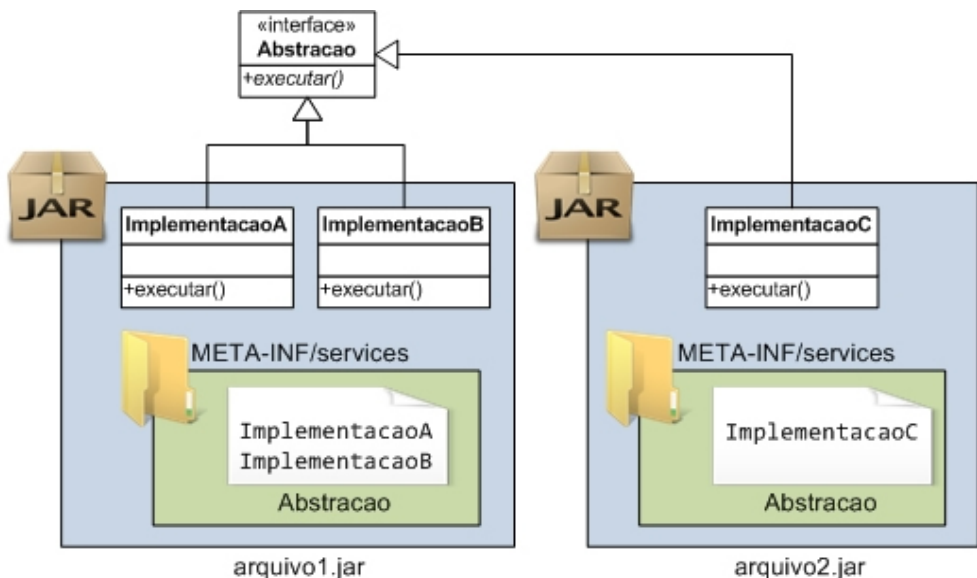 «interface»
Abstracao
+executar()
JAR
ImplementacaoA
+executar()
ImplementacaoB
+executar()
META-INF/services
ImplementacaoA
ImplementacaoB
Abstracao
arquivo1.jar
JAR
ImplementacaoC
+executar()
META-INF/services
ImplementacaoC
Abstracao
arquivo2.jar